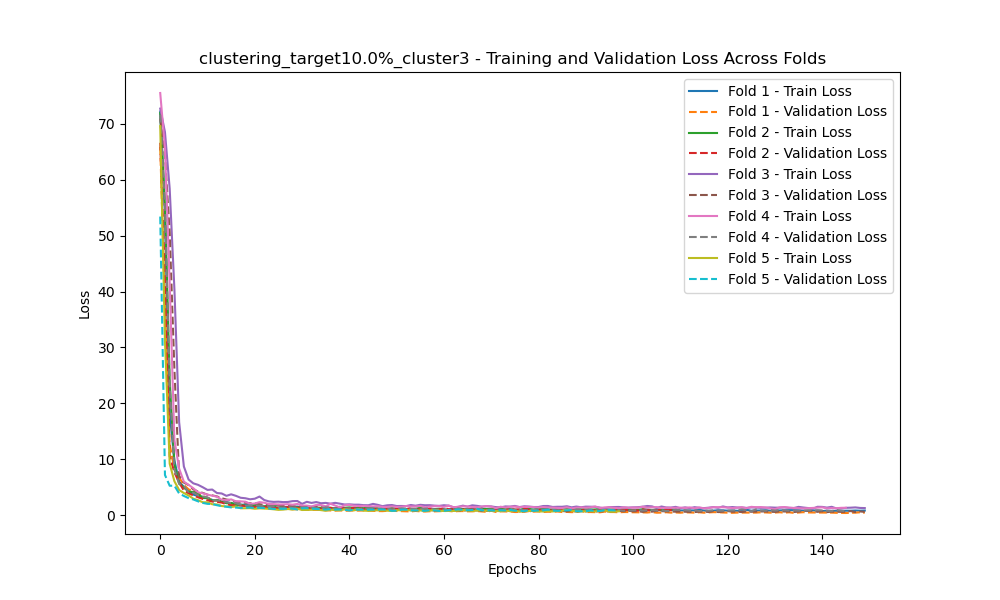 clustering_target10.0%_cluster3 - Training and Validation Loss Across Folds
Fold 1 - Train Loss
Fold 1 - Validation Loss
Fold 2 - Train Loss
Fold 2 - Validation Loss
Fold 3 - Train Loss
Fold 3 - Validation Loss
Fold 4 - Train Loss
Fold 4 - Validation Loss
Fold 5 - Train Loss
Fold 5 - Validation Loss
Loss
70
60
50
40
30
20
10
0
0 20 40 60 80 100 120 140
Epochs